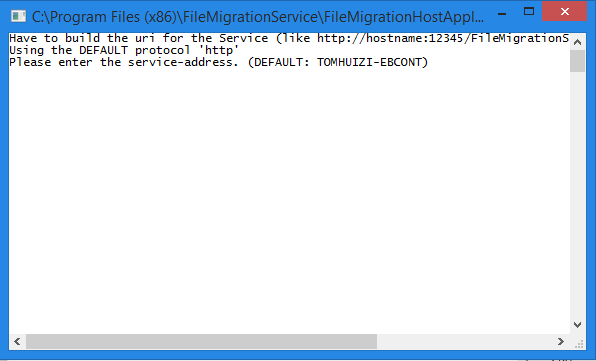 C:\Program Files (x86)\FileMigrationService\FileMigrationHostAppl...
Have to build the uri for the Service (like http://hostname:12345/FileMigrationS
Using the DEFAULT protocol 'http'
Please enter the service-address. (DEFAULT: TOMHUIZI-EBCONT)